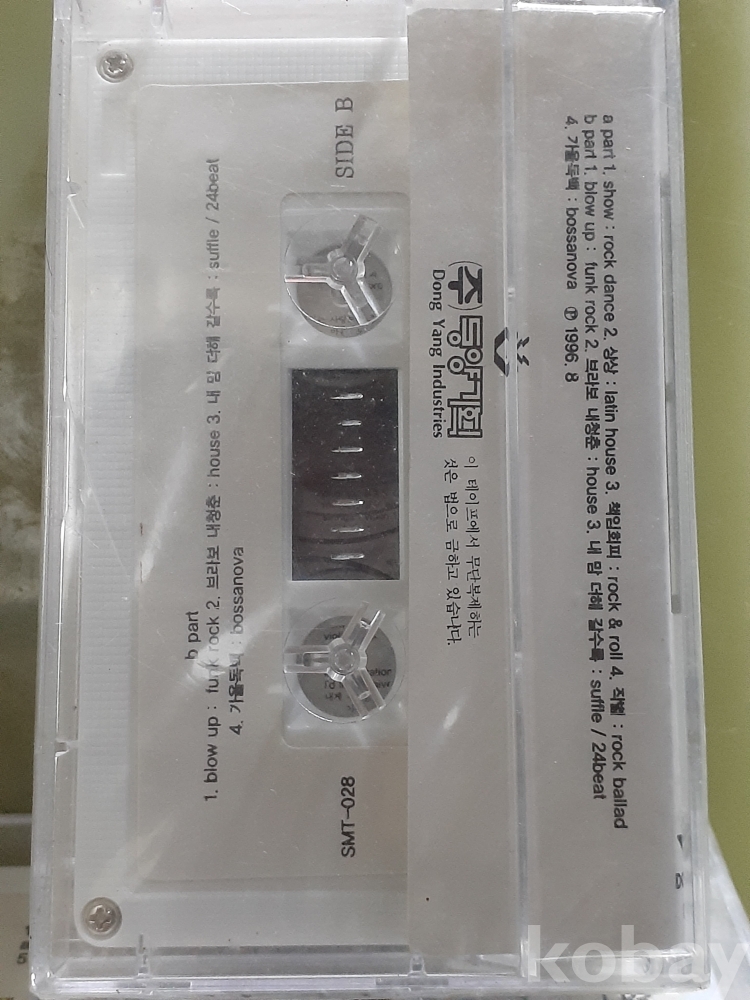 a part 1. show : rock dance 2. 상상 : latin house 3. 책임회피 : rock & roll 4. 작별 : rock ballad
b part 1. blow up : funk rock 2. 브라보 내청춘 : house 3. 내 맘 더해 갈수록 : suffle / 24beat
4. 가을독백 : bossanova ℗ 1996. 8
(주)동양기획
Dong Yang Industries
이 테이프에서 무단복제하는
것은 법으로 금하고 있습니다.
SIDE B
SMT-028
b part
1. blow up : funk rock 2. 브라보 내청춘 : house 3. 내 맘 더해 갈수록 : suffle / 24beat
4. 가을독백 : bossanova
kobay